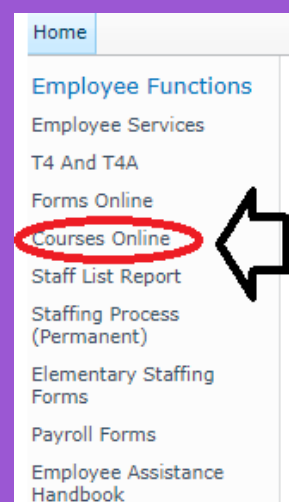 Home
Employee Functions
Employee Services
T4 And T4A
Forms Online
Courses Online
Staff List Report
Staffing Process
(Permanent)
Elementary Staffing
Forms
Payroll Forms
Employee Assistance
Handbook